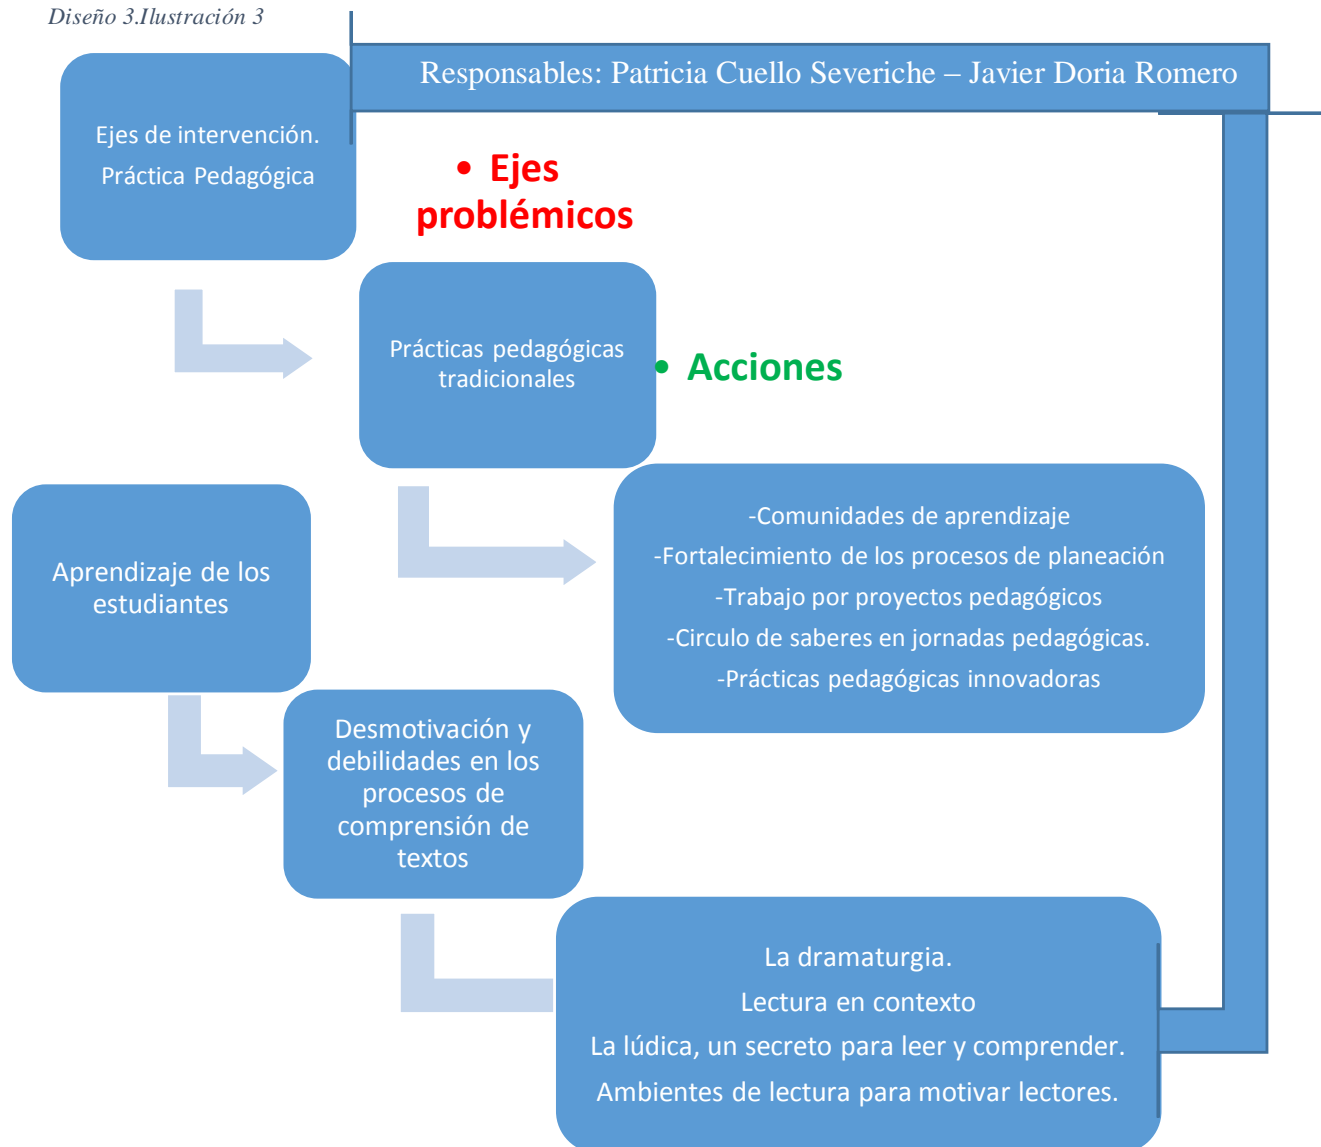 Diseño 3.Ilustración 3
Responsables: Patricia Cuello Severiche – Javier Doria Romero
Ejes de intervención.
Práctica Pedagógica
• Ejes
problémicos
Prácticas pedagógicas
tradicionales
• Acciones
-Comunidades de aprendizaje
-Fortalecimiento de los procesos de planeación
-Trabajo por proyectos pedagógicos
-Circulo de saberes en jornadas pedagógicas.
-Prácticas pedagógicas innovadoras
Aprendizaje de los
estudiantes
Desmotivación y
debilidades en los
procesos de
comprensión de
textos
La dramaturgia.
Lectura en contexto
La lúdica, un secreto para leer y comprender.
Ambientes de lectura para motivar lectores.